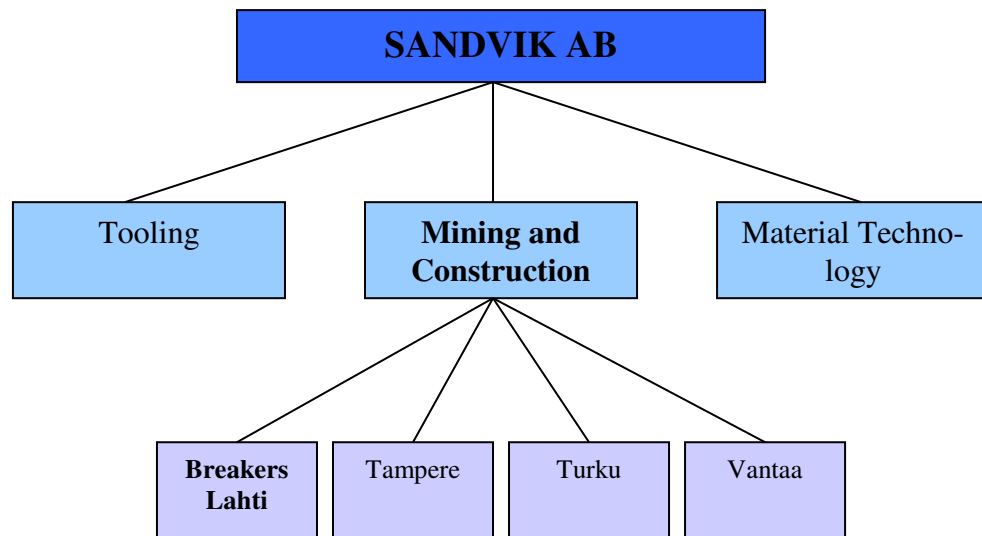 SANDVIK AB
Tooling
Mining and
Construction
Material Techno-
logy
Breakers
Lahti
Tampere
Turku
Vantaa